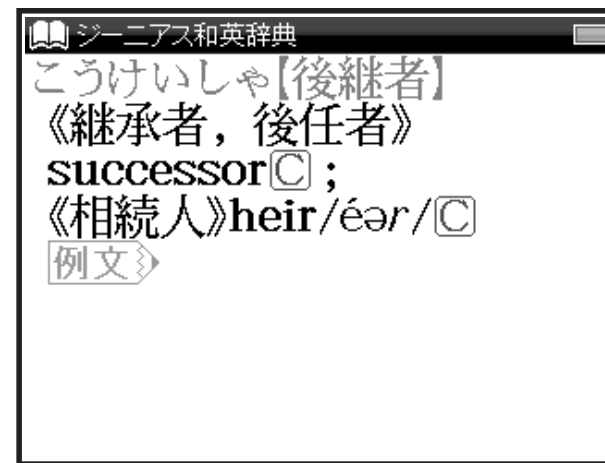 ジーニアス和英辞典
こうけいしゃ【後継者】
《継承者，後任者》
successor[C]；
《相続人》heir/éər/[C]
例文